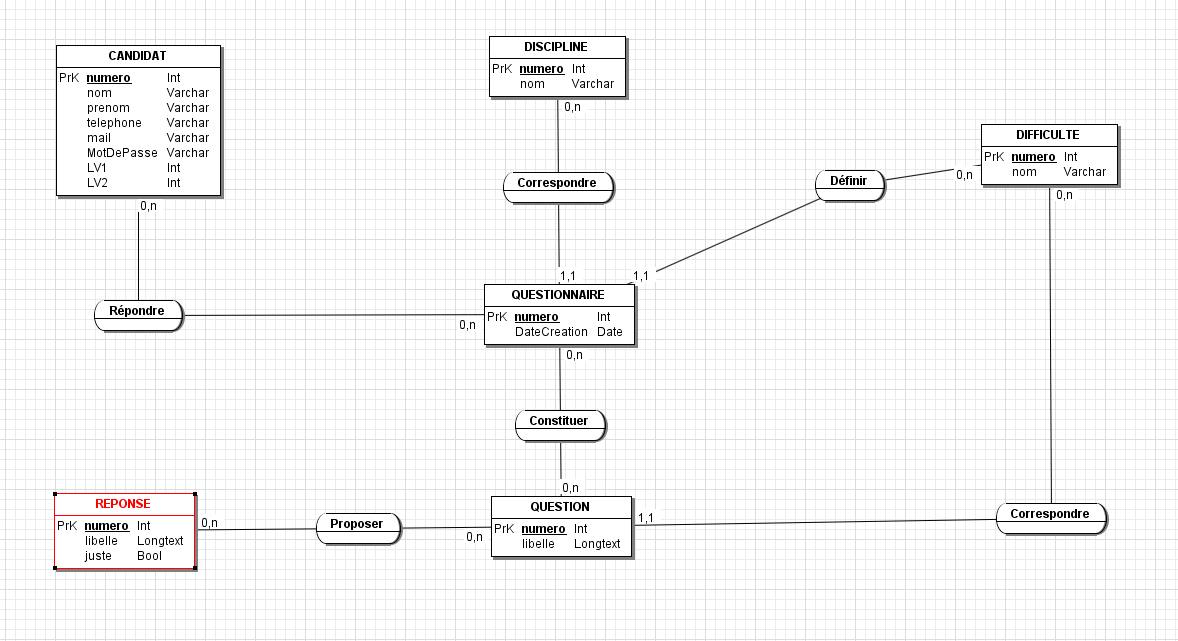 CANDIDAT
PrK numero Int
nom Varchar
prenom Varchar
telephone Varchar
mail Varchar
MotDePasse Varchar
LV1 Int
LV2 Int
0,n
DISCIPLINE
PrK numero Int
nom Varchar
0,n
DIFFICULTE
PrK numero Int
nom Varchar
0,n
0,n
Correspondre
Définir
1,1
1,1
Répondre
0,n
QUESTIONNAIRE
PrK numero Int
DateCreation Date
0,n
Constituer
0,n
REPONSE
PrK numero Int
libelle Longtext
juste Bool
0,n
Proposer
0,n
QUESTION
PrK numero Int
libelle Longtext
1,1
Correspondre